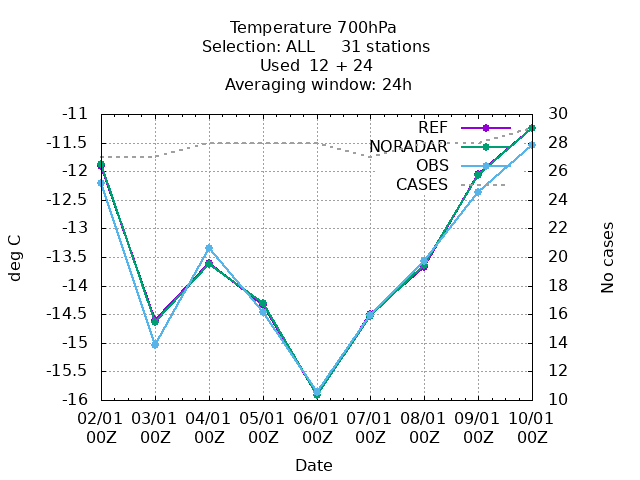 Temperature 700hPa
Selection: ALL     31 stations
Used  12 + 24
Averaging window: 24h
-11
-11.5
-12
-12.5
-13
-13.5
-14
-14.5
-15
-15.5
-16
30
28
26
24
22
20
18
16
14
12
10
REF
NORADAR
OBS
CASES
deg C
No cases
02/01 03/01 04/01 05/01 06/01 07/01 08/01 09/01 10/01
00Z 00Z 00Z 00Z 00Z 00Z 00Z 00Z 00Z
Date